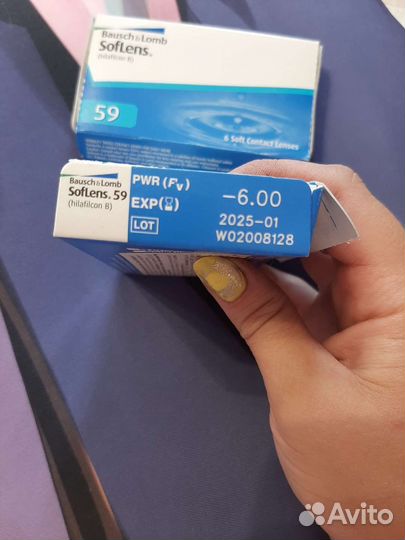 Bausch & Lomb
SofLens®
(hilafilcon B)
59
6 Soft Contact Lenses
Bausch & Lomb
SofLens® 59
(hilafilcon B)
PWR (Fv)
-6.00
EXP
2025-01
LOT
W02008128
Avito